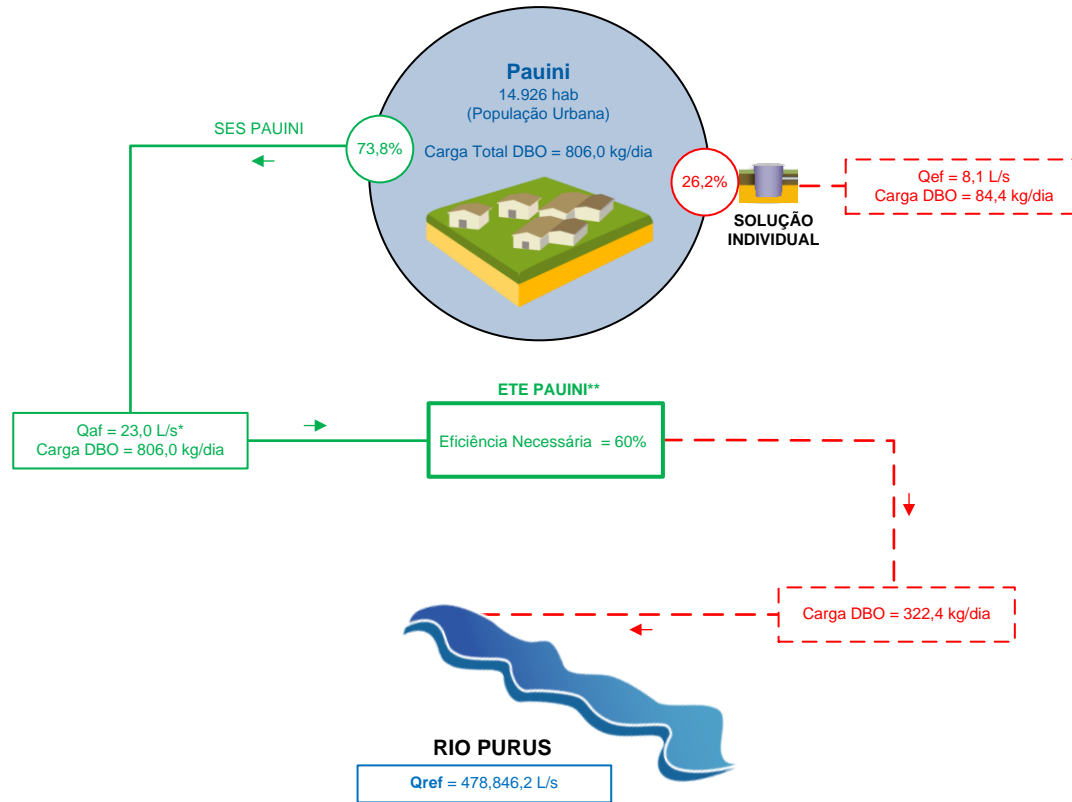 Pauini
14.926 hab
(População Urbana)
Carga Total DBO = 806,0 kg/dia
SES PAUINI
73,8%
26,2%
SOLUÇÃO
INDIVIDUAL
Qef = 8,1 L/s
Carga DBO = 84,4 kg/dia
ETE PAUINI**
Qaf = 23,0 L/s*
Carga DBO = 806,0 kg/dia
Eficiência Necessária = 60%
Carga DBO = 322,4 kg/dia
RIO PURUS
Qref = 478,846,2 L/s